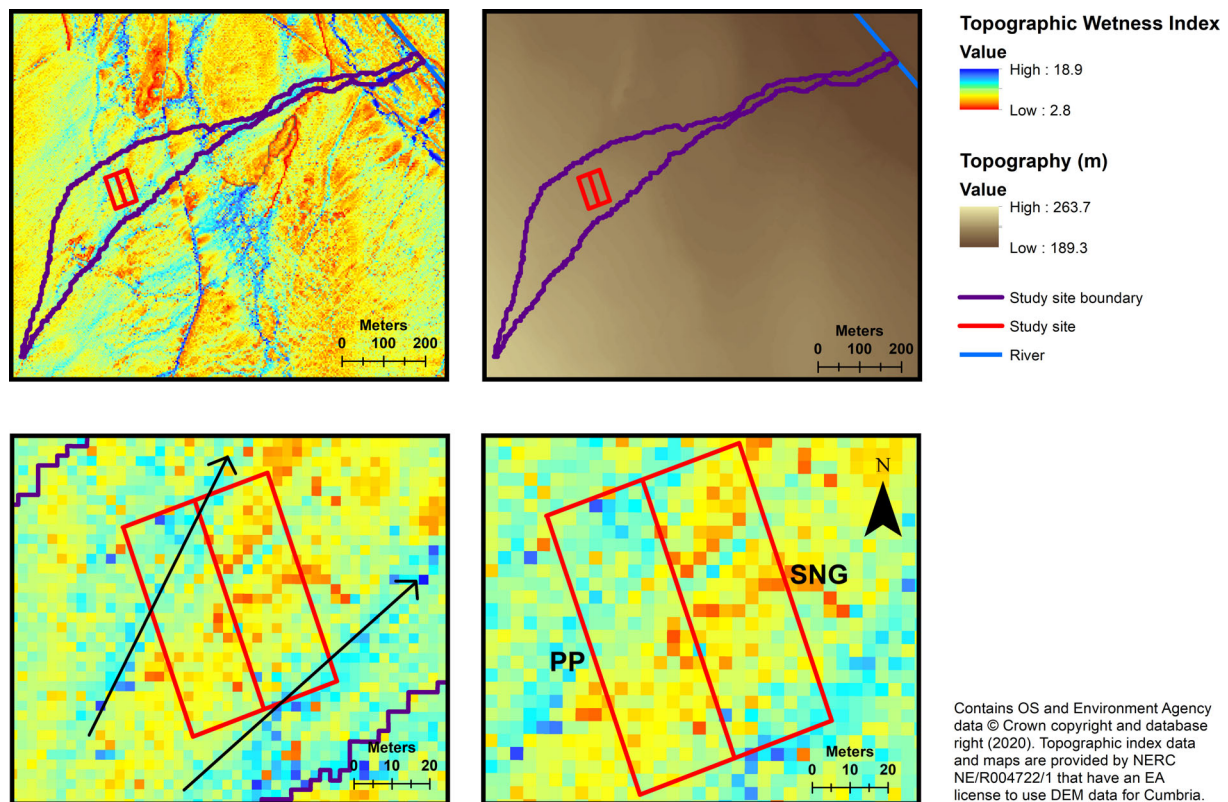 Topographic Wetness Index
Value
High : 18.9
Low : 2.8
Topography (m)
Value
High : 263.7
Low : 189.3
Study site boundary
Study site
River
Meters
0 100 200
Meters
0 100 200
Meters
0 10 20
N
SNG
PP
Meters
0 10 20
Contains OS and Environment Agency
data © Crown copyright and database
right (2020). Topographic index data
and maps are provided by NERC
NE/R004722/1 that have an EA
license to use DEM data for Cumbria.